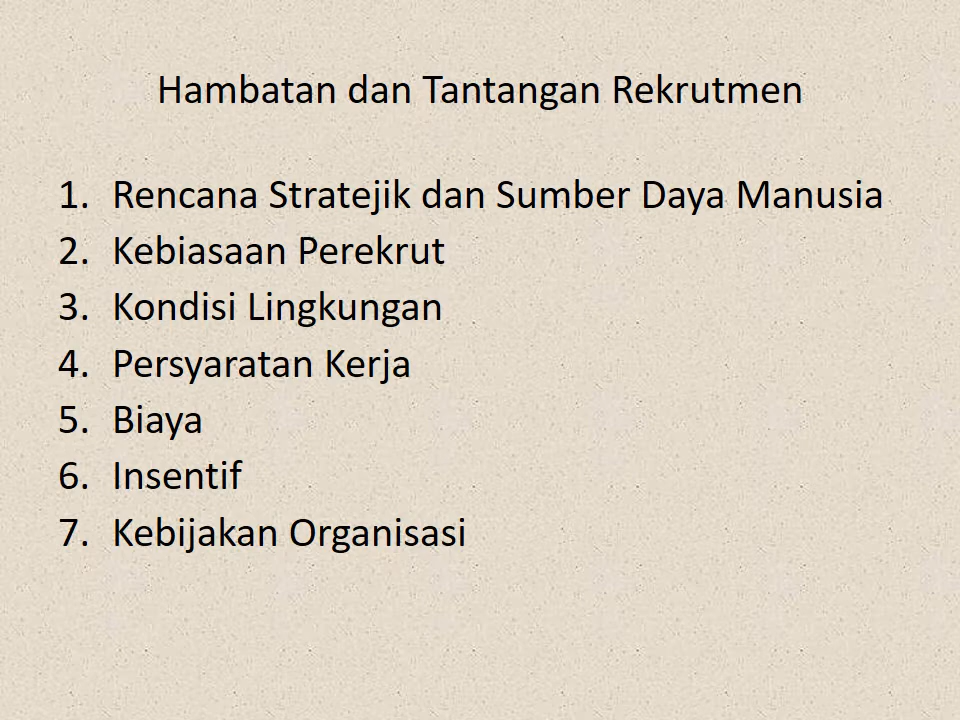 Hambatan dan Tantangan Rekrutmen
1. Rencana Stratejik dan Sumber Daya Manusia
2. Kebiasaan Perekrut
3. Kondisi Lingkungan
4. Persyaratan Kerja
5. Biaya
6. Insentif
7. Kebijakan Organisasi